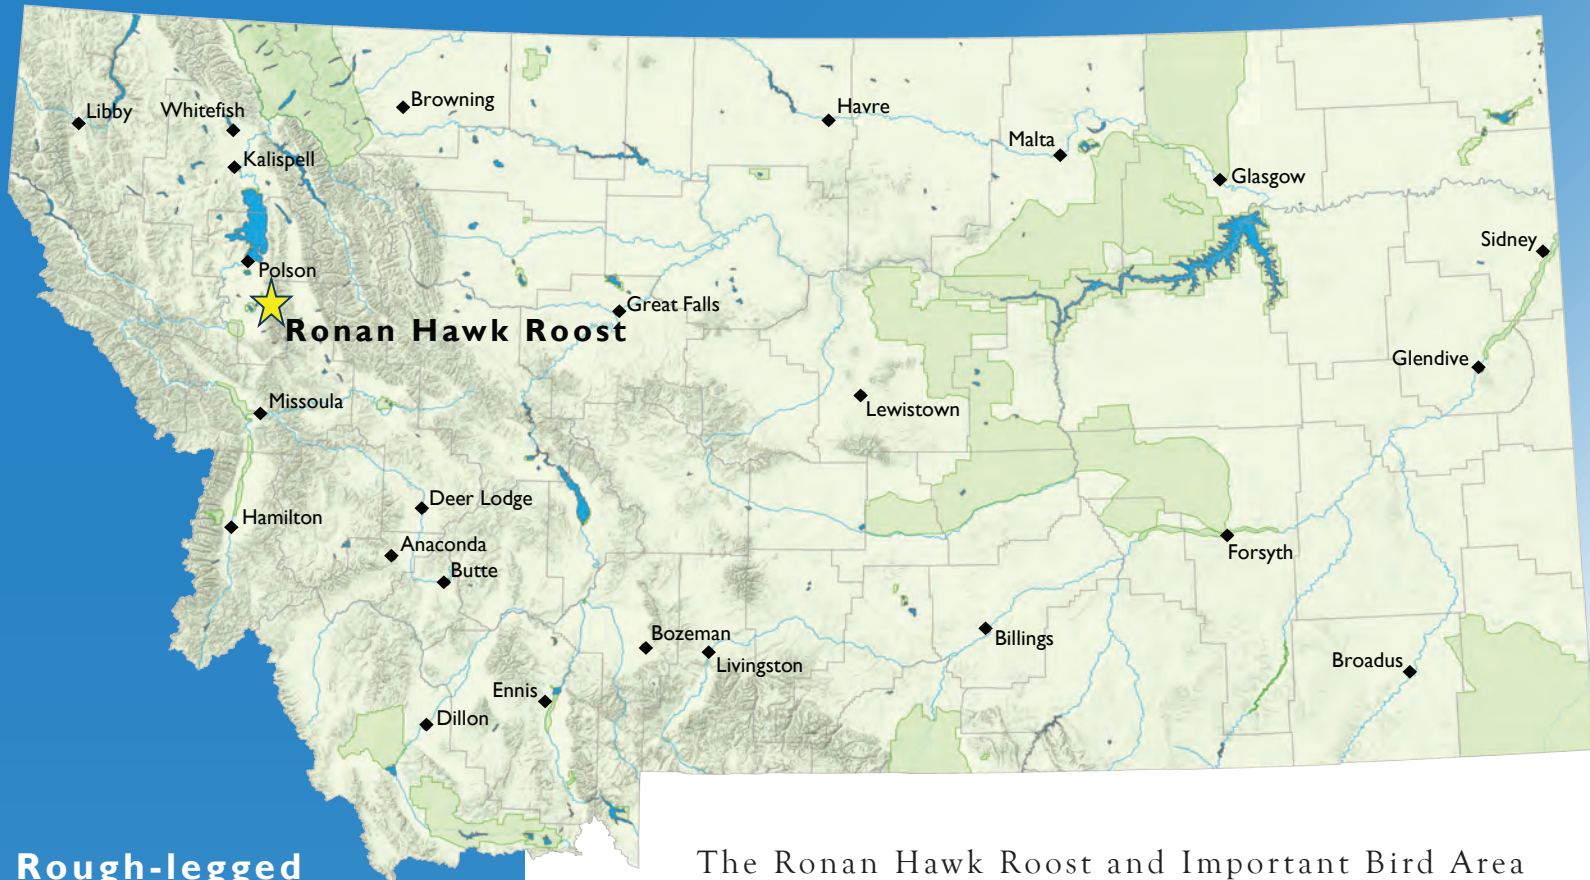 Libby
Whitefish
Browning
Havre
Malta
Kalispell
Glasgow
Sidney
Polson
Great Falls
Ronan Hawk Roost
Glendive
Missoula
Lewistown
Deer Lodge
Hamilton
Anaconda
Forsyth
Butte
Bozeman
Billings
Livingston
Broadus
Ennis
Dillon
Rough-legged
The Ronan Hawk Roost and Important Bird Area